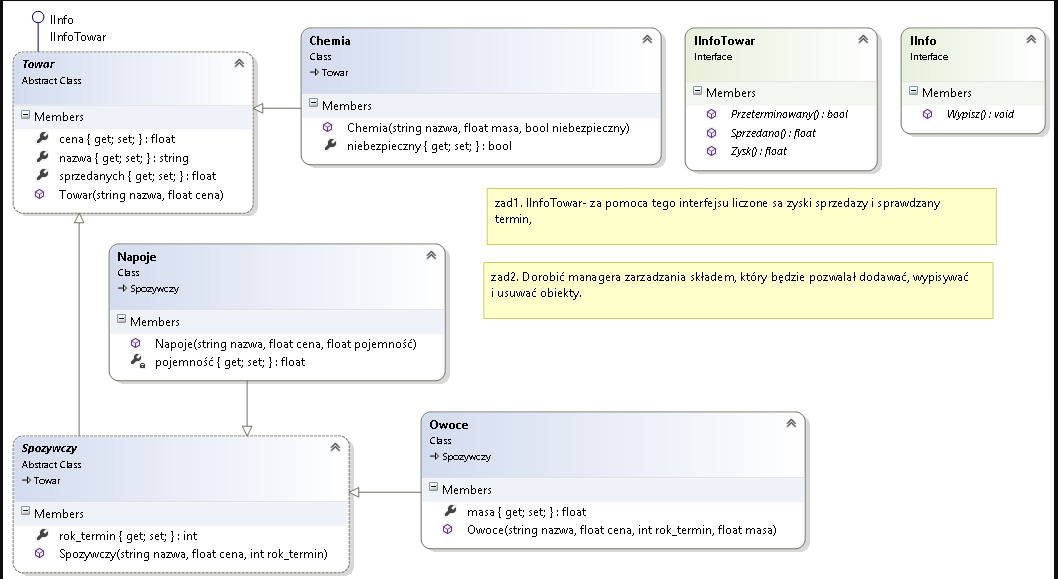 IInfo
IInfoTowar
Towar
Abstract Class
Members
cena { get; set; } : float
nazwa { get; set; } : string
sprzedanych { get; set; } : float
Towar(string nazwa, float cena)
Chemia
Class
Towar
Members
Chemia(string nazwa, float masa, bool niebezpieczny)
niebezpieczny { get; set; } : bool
IInfoTowar
Interface
Members
Przeterminowany() : bool
Sprzedano() : float
Zysk() : float
IInfo
Interface
Members
Wypisz() : void
zad1. IInfoTowar- za pomoca tego interfejsu liczone sa zyski sprzedazy i sprawdzany
termin,
zad2. Dorobić managera zarzadzania składem, który będzie pozwalał dodawać, wypisywać
i usuwać obiekty.
Napoje
Class
Spozywczy
Members
Napoje(string nazwa, float cena, float pojemność)
pojemność { get; set; } : float
Spozywczy
Abstract Class
Towar
Members
rok_termin { get; set; } : int
Spozywczy(string nazwa, float cena, int rok_termin)
Owoce
Class
Spozywczy
Members
masa { get; set; } : float
Owoce(string nazwa, float cena, int rok_termin, float masa)